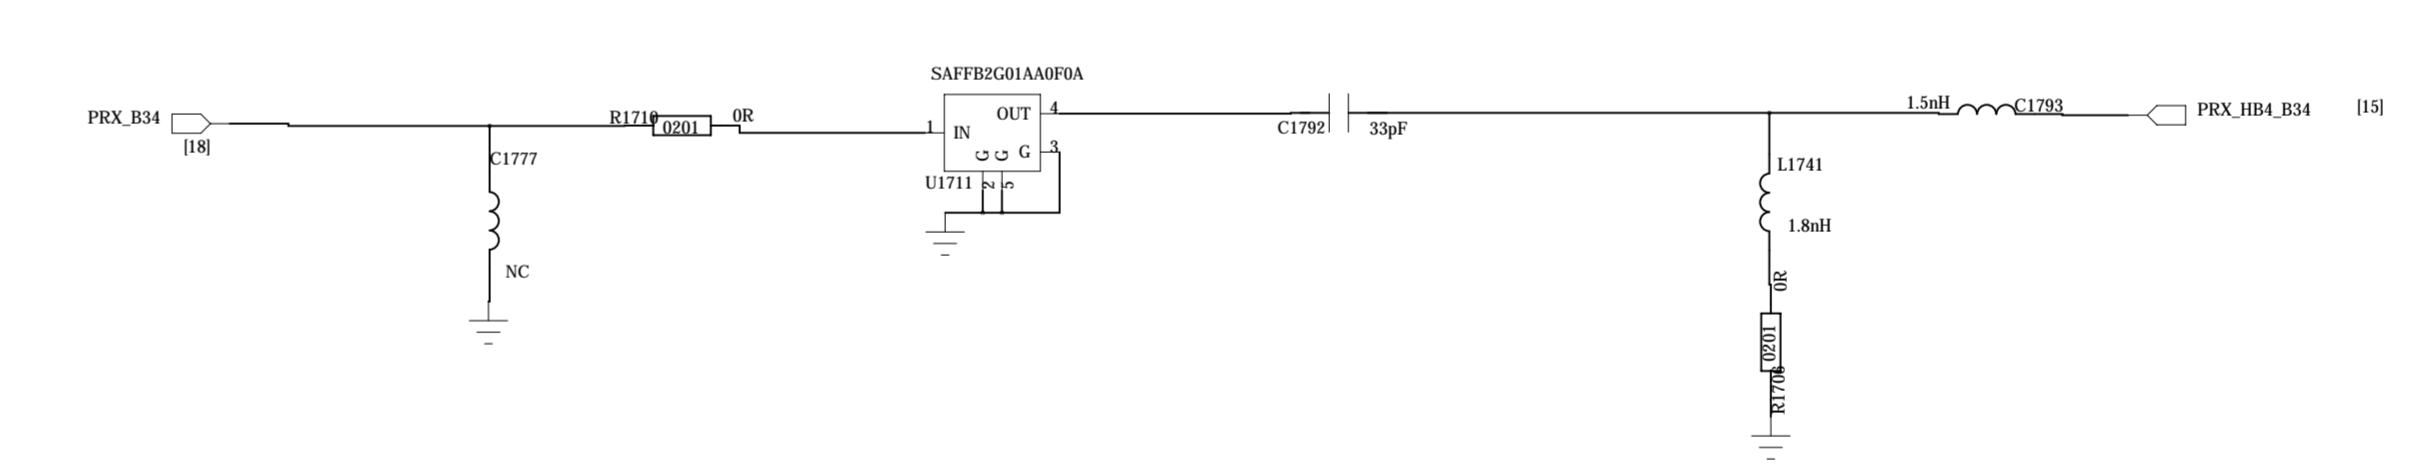 SAFFB2G01AA0F0A
PRX_B34
[18]
R1710
0201
0R
1
IN
OUT
4
G
G
G
3
U1711
2
5
C1777
NC
C1792
33pF
1.5nH
C1793
PRX_HB4_B34
[15]
L1741
1.8nH
0R
0201
R1706